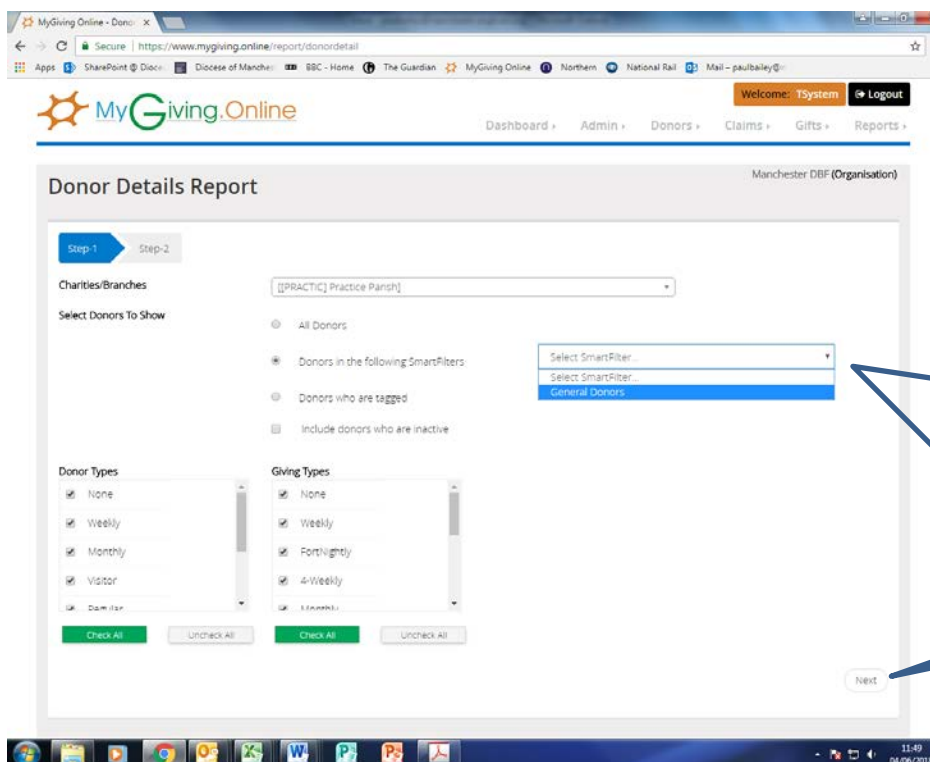 MyGiving Online - Dono
Secure | https://www.mygiving.online/report/donordetail
Apps SharePoint @ Dioce Diocese of Manche BBC - Home The Guardian MyGiving Online Northern National Rail Mail – paulbailey@
MyGiving.Online
Welcome: TSystem Logout
Dashboard Admin Donors Claims Gifts Reports
Donor Details Report
Manchester DBF (Organisation)
Step-1 Step-2
Charities/Branches [[PRACTIC] Practice Parish]
Select Donors To Show
All Donors
Donors in the following SmartFilters Select SmartFilter...
Select SmartFilter...
General Donors
Donors who are tagged
Include donors who are inactive
Donor Types Giving Types
None None
Weekly Weekly
Monthly FortNightly
Visitor 4-Weekly
Regular Monthly
Check All Uncheck All Check All Uncheck All
Next
11:49